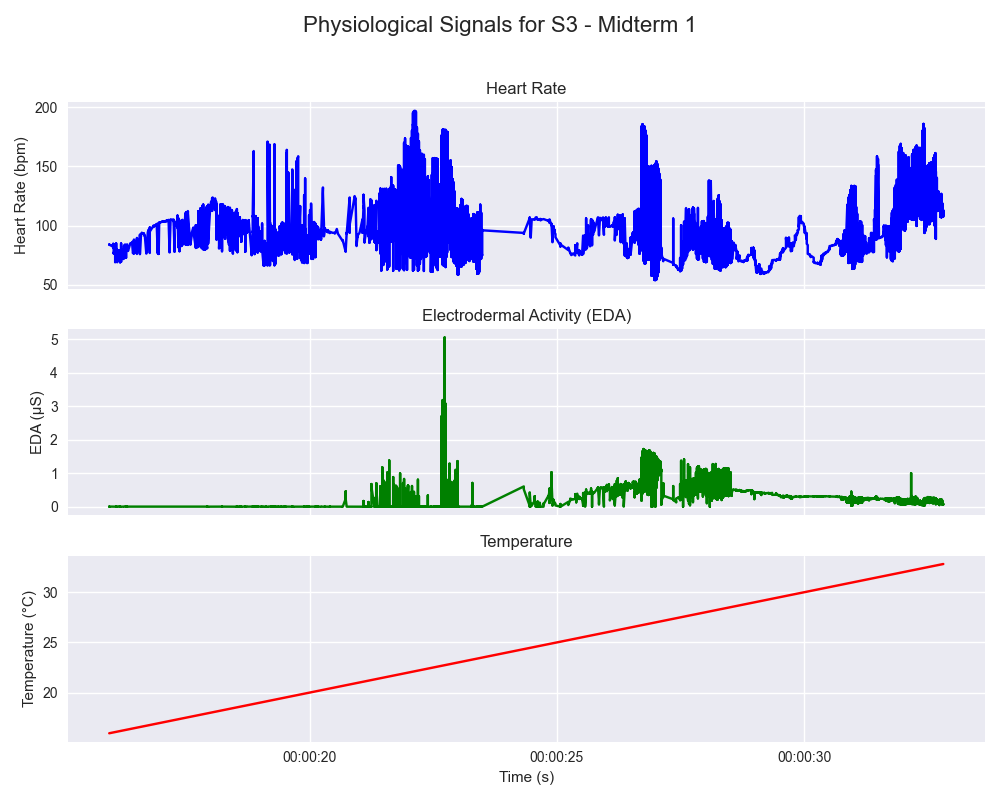 Physiological Signals for S3 - Midterm 1
Heart Rate
Heart Rate (bpm)
200
150
100
50
Electrodermal Activity (EDA)
EDA (μS)
5
4
3
2
1
0
Temperature
Temperature (°C)
30
25
20
00:00:20
00:00:25
00:00:30
Time (s)